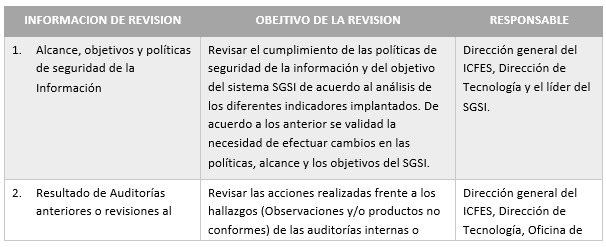 INFORMACION DE REVISION OBEJTIVO DE LA REVISION RESPONSABLE
1. Alcance, objetivos y políticas
de seguridad de la
Información
Revisar el cumplimiento de las políticas de
seguridad de la información y del objetivo
del sistema SGSI de acuerdo al análisis de
los diferentes indicadores implantados. De
acuerdo a los anterior se validad la
necesidad de efectuar cambios en las
políticas, alcance y los objetivos del SGSI.
Dirección general del
ICFES, Dirección de
Tecnología y el líder del
SGSI.
2. Resultado de Auditorías
anteriores o revisiones al
Revisar las acciones realizadas frente a los
hallazgos (Observaciones y/o productos no
conformes) de las auditorías internas o
Dirección general del
ICFES, Dirección de
Tecnología, Oficina de